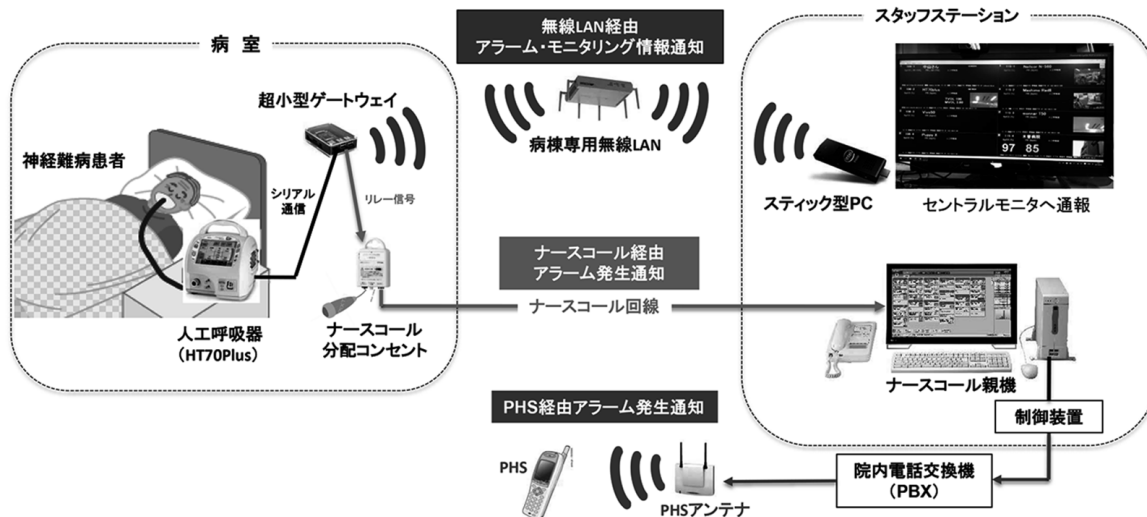 病 室
神経難病患者
超小型ゲートウェイ
シリアル
通信
リレー信号
人工呼吸器
(HT70Plus)
ナースコール
分配コンセント
無線LAN経由
アラーム・モニタリング情報通知
病棟専用無線LAN
ナースコール経由
アラーム発生通知
ナースコール回線
PHS経由アラーム発生通知
PHS
PHSアンテナ
スタッフステーション
スティック型PC
97 85
セントラルモニタへ通報
ナースコール親機
制御装置
院内電話交換機
(PBX)